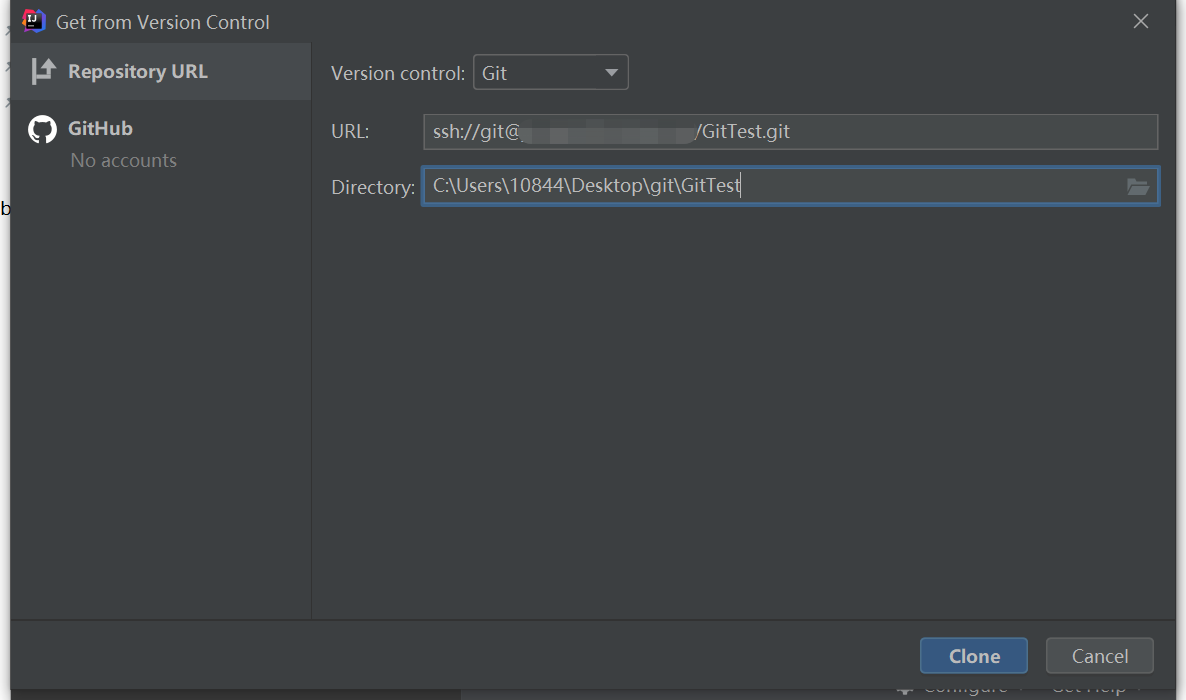 Get from Version Control
Repository URL
GitHub
No accounts
Version control: Git
URL: ssh://git@ /GitTest.git
Directory: C:\Users\10844\Desktop\git\GitTest
b
Clone
Cancel
Configure
Get Help